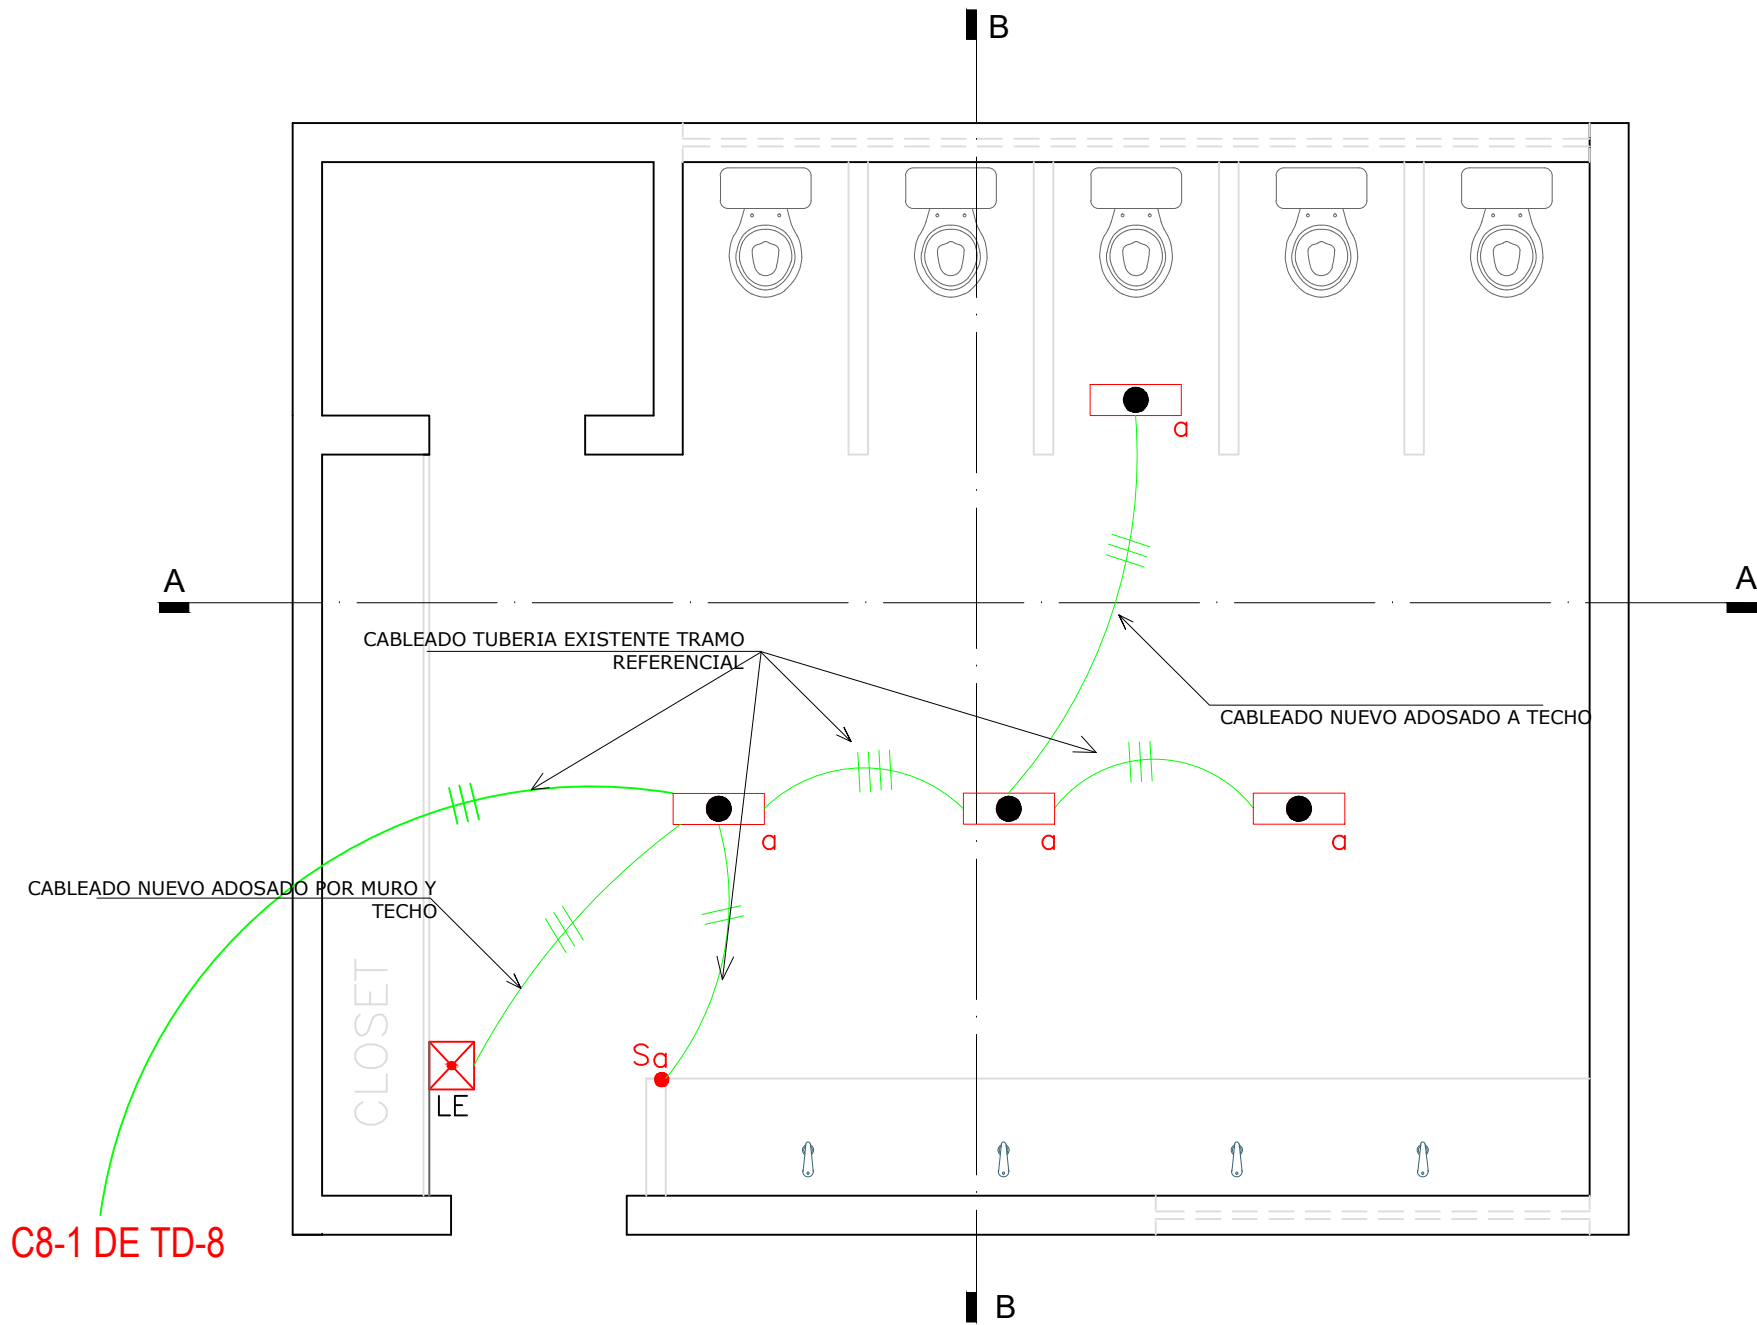 B
A
A
a
CABLEADO TUBERIA EXISTENTE TRAMO
REFERENCIAL
CABLEADO NUEVO ADOSADO A TECHO
a
a
a
CABLEADO NUEVO ADOSADO POR MURO Y
TECHO
CLOSET
Sa
LE
C8-1 DE TD-8
B